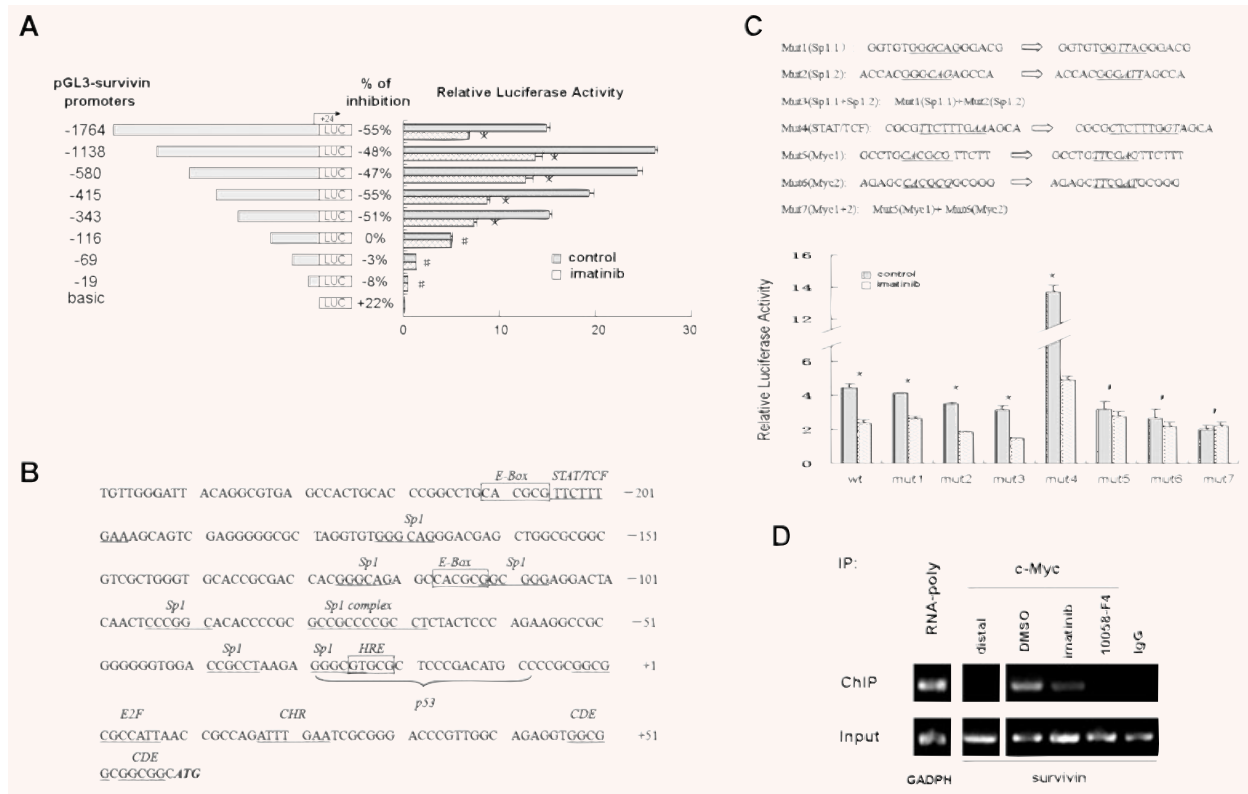 A
pGL3-survivin promoters
% of inhibition
Relative Luciferase Activity
+24
-1764 LUC -55% *
-1138 LUC -48% *
-580 LUC -47% *
-415 LUC -55% *
-343 LUC -51% *
-116 LUC 0% #
-69 LUC -3% #
-19 LUC -8% #
basic LUC +22%
control
imatinib
0 10 20 30
B
E-Box STAT/TCF
TGTTGGGATT ACAGGCGTGA GCCACTGCAC CCGGCCTGCA CGCGTTCTTT −201
Sp1
GAAAGCAGTC GAGGGGGCGC TAGGTGTGGG CAGGGACGAG CTGGCGCGGC −151
Sp1 E-Box Sp1
GTCGCTGGGT GCACCGCGAC CACGGGCAGA GCCACGCGGC GGGAGGACTA −101
Sp1 Sp1 complex
CAACTCCCGG CACACCCCGC GCCGCCCCGC CTCTACTCCC AGAAGGCCGC −51
Sp1 Sp1 HRE
GGGGGGTGGA CCGCCTAAGA GGGCGTGCGC TCCCGACATG CCCCGCGGCG +1
p53
E2F CHR CDE
CGCCATTAAC CGCCAGATTT GAATCGCGGG ACCCGTTGGC AGAGGTGGCG +51
CDE
GCGGCGGCATG
C
Mut1(Sp1 1) GGTGTGGGCAGGGACG ⇨ GGTGTGGTTAGGGACG
Mut2(Sp1 2): ACCACGGGCAGAGCCA ⇨ ACCACGGGATTAGCCA
Mut3(Sp1 1+Sp1 2): Mut1(Sp1 1)+Mut2(Sp1 2)
Mut4(STAT/TCF): CGCGTTCTTTGAAAGCA ⇨ CGCGCTCTTTGGTAGCA
Mut5(Myc1): GCCTGCACGCG TTCTT ⇨ GCCTGTTCGAGTTCTTT
Mut6(Myc2): AGAGCCACGCGGCGGG ⇨ AGAGCTTCGATGCGGG
Mut7(Myc1+2): Mut5(Myc1)+ Mut6(Myc2)
Relative Luciferase Activity
16
14
12
6
4
2
0
control
imatinib
* * * * *
wt mut1 mut2 mut3 mut4 mut5 mut6 mut7
D
IP: RNA-poly c-Myc
distal DMSO imatinib 10058-F4 IgG
ChIP
Input
GADPH survivin